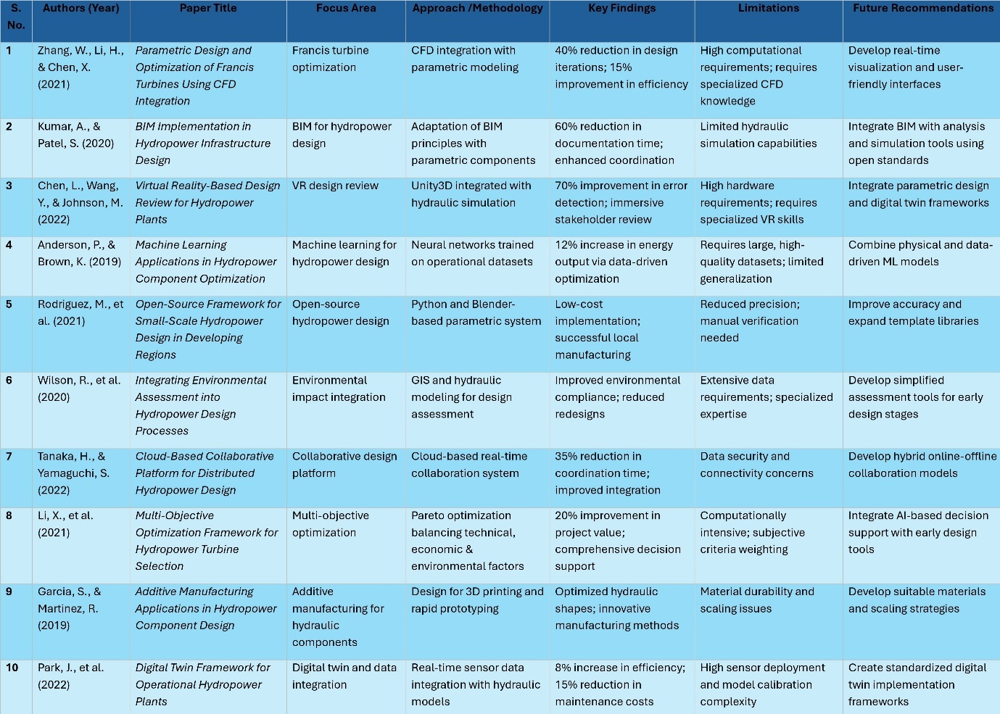 S. No. Authors (Year) Paper Title Focus Area Approach /Methodology Key Findings Limitations Future Recommendations
1
Zhang, W., Li, H.,
& Chen, X.
(2021)
Parametric Design and
Optimization of Francis
Turbines Using CFD
Integration
Francis turbine
optimization
CFD integration with
parametric modeling
40% reduction in design
iterations; 15%
improvement in efficiency
High computational
requirements; requires
specialized CFD
knowledge
Develop real-time
visualization and user-
friendly interfaces
2
Kumar, A., &
Patel, S. (2020)
BIM Implementation in
Hydropower Infrastructure
Design
BIM for hydropower
design
Adaptation of BIM
principles with
parametric components
60% reduction in
documentation time;
enhanced coordination
Limited hydraulic
simulation capabilities
Integrate BIM with analysis
and simulation tools using
open standards
3
Chen, L., Wang,
Y., & Johnson, M.
(2022)
Virtual Reality-Based Design
Review for Hydropower
Plants
VR design review
Unity3D integrated with
hydraulic simulation
70% improvement in error
detection; immersive
stakeholder review
High hardware
requirements; requires
specialized VR skills
Integrate parametric design
and digital twin frameworks
4
Anderson, P., &
Brown, K. (2019)
Machine Learning
Applications in Hydropower
Component Optimization
Machine learning for
hydropower design
Neural networks trained
on operational datasets
12% increase in energy
output via data-driven
optimization
Requires large, high-
quality datasets; limited
generalization
Combine physical and data-
driven ML models
5
Rodriguez, M., et
al. (2021)
Open-Source Framework for
Small-Scale Hydropower
Design in Developing
Regions
Open-source
hydropower design
Python and Blender-
based parametric system
Low-cost
implementation;
successful local
manufacturing
Reduced precision;
manual verification
needed
Improve accuracy and
expand template libraries
6
Wilson, R., et al.
(2020)
Integrating Environmental
Assessment into
Hydropower Design
Processes
Environmental
impact integration
GIS and hydraulic
modeling for design
assessment
Improved environmental
compliance; reduced
redesigns
Extensive data
requirements; specialized
expertise
Develop simplified
assessment tools for early
design stages
7
Tanaka, H., &
Yamaguchi, S.
(2022)
Cloud-Based Collaborative
Platform for Distributed
Hydropower Design
Collaborative design
platform
Cloud-based real-time
collaboration system
35% reduction in
coordination time;
improved integration
Data security and
connectivity concerns
Develop hybrid online-offline
collaboration models
8
Li, X., et al.
(2021)
Multi-Objective
Optimization Framework for
Hydropower Turbine
Selection
Multi-objective
optimization
Pareto optimization
balancing technical,
economic &
environmental factors
20% improvement in
project value;
comprehensive decision
support
Computationally
intensive; subjective
criteria weighting
Integrate AI-based decision
support with early design
tools
9
Garcia, S., &
Martinez, R.
(2019)
Additive Manufacturing
Applications in Hydropower
Component Design
Additive
manufacturing for
hydraulic
components
Design for 3D printing and
rapid prototyping
Optimized hydraulic
shapes; innovative
manufacturing methods
Material durability and
scaling issues
Develop suitable materials
and scaling strategies
10
Park, J., et al.
(2022)
Digital Twin Framework for
Operational Hydropower
Plants
Digital twin and data
integration
Real-time sensor data
integration with hydraulic
models
8% increase in efficiency;
15% reduction in
maintenance costs
High sensor deployment
and model calibration
complexity
Create standardized digital
twin implementation
frameworks